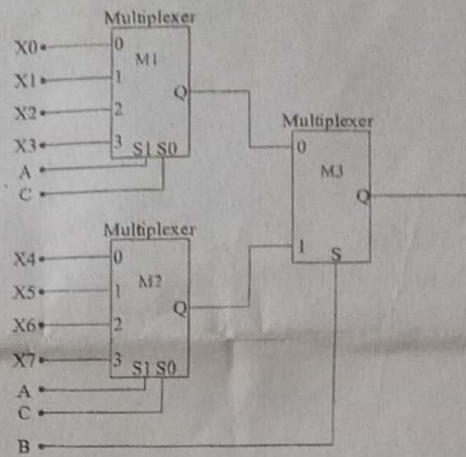 Multiplexer
X0 0
M1
X1 1
Q
X2 2
X3 3
S1 S0
A
C
Multiplexer
0
M3
Q
1
S
Multiplexer
X4 0
M2
X5 1
Q
X6 2
X7 3
S1 S0
A
C
B